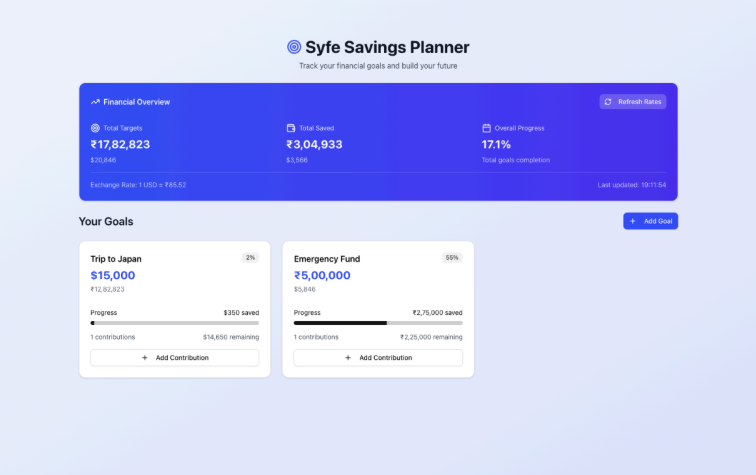 Syfe Savings Planner
Track your financial goals and build your future
Financial Overview
Refresh Rates
Total Targets
₹17,82,823
$20,846
Total Saved
₹3,04,933
$3,566
Overall Progress
17.1%
Total goals completion
Exchange Rate: 1 USD = ₹85.52
Last updated: 19:11:54
Your Goals
+ Add Goal
Trip to Japan
2%
$15,000
₹12,82,823
Progress
$350 saved
1 contributions
$14,650 remaining
+ Add Contribution
Emergency Fund
55%
₹5,00,000
$5,846
Progress
₹2,75,000 saved
1 contributions
₹2,25,000 remaining
+ Add Contribution